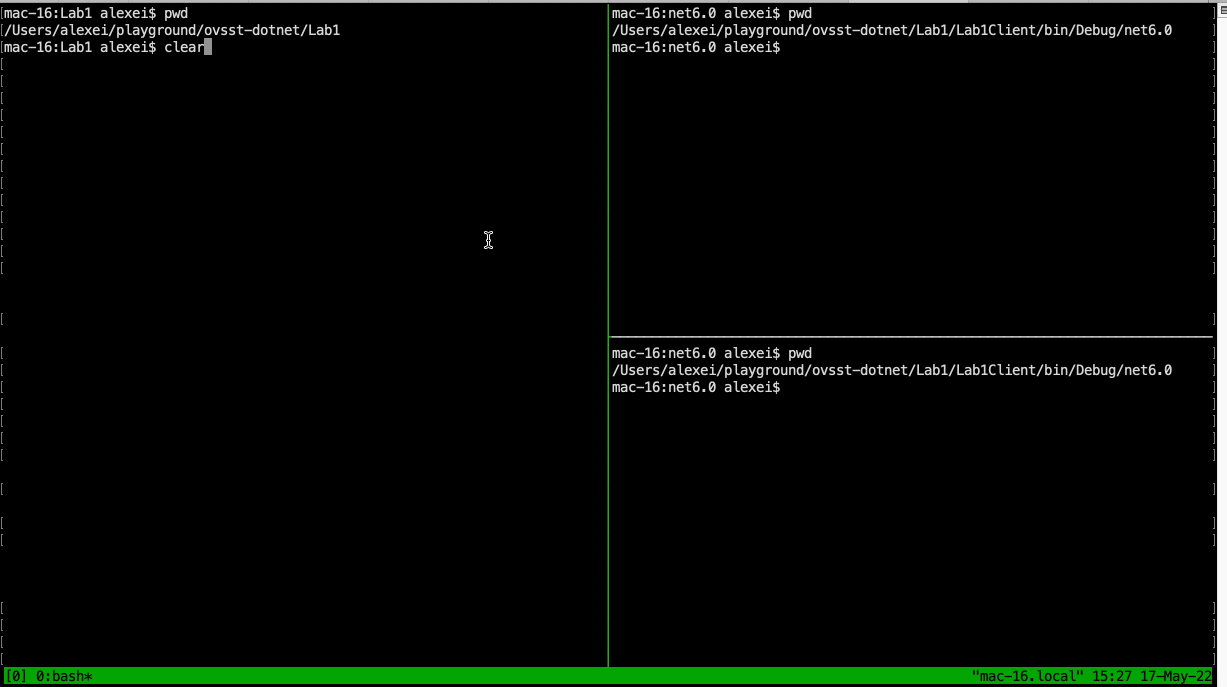 mac-16:Lab1 alexei$ pwd
/Users/alexei/playground/ovsst-dotnet/Lab1
mac-16:Lab1 alexei$ clear
mac-16:net6.0 alexei$ pwd
/Users/alexei/playground/ovsst-dotnet/Lab1/Lab1Client/bin/Debug/net6.0
mac-16:net6.0 alexei$
mac-16:net6.0 alexei$ pwd
/Users/alexei/playground/ovsst-dotnet/Lab1/Lab1Client/bin/Debug/net6.0
mac-16:net6.0 alexei$
[0] 0:bash* "mac-16.local" 15:27 17-May-22